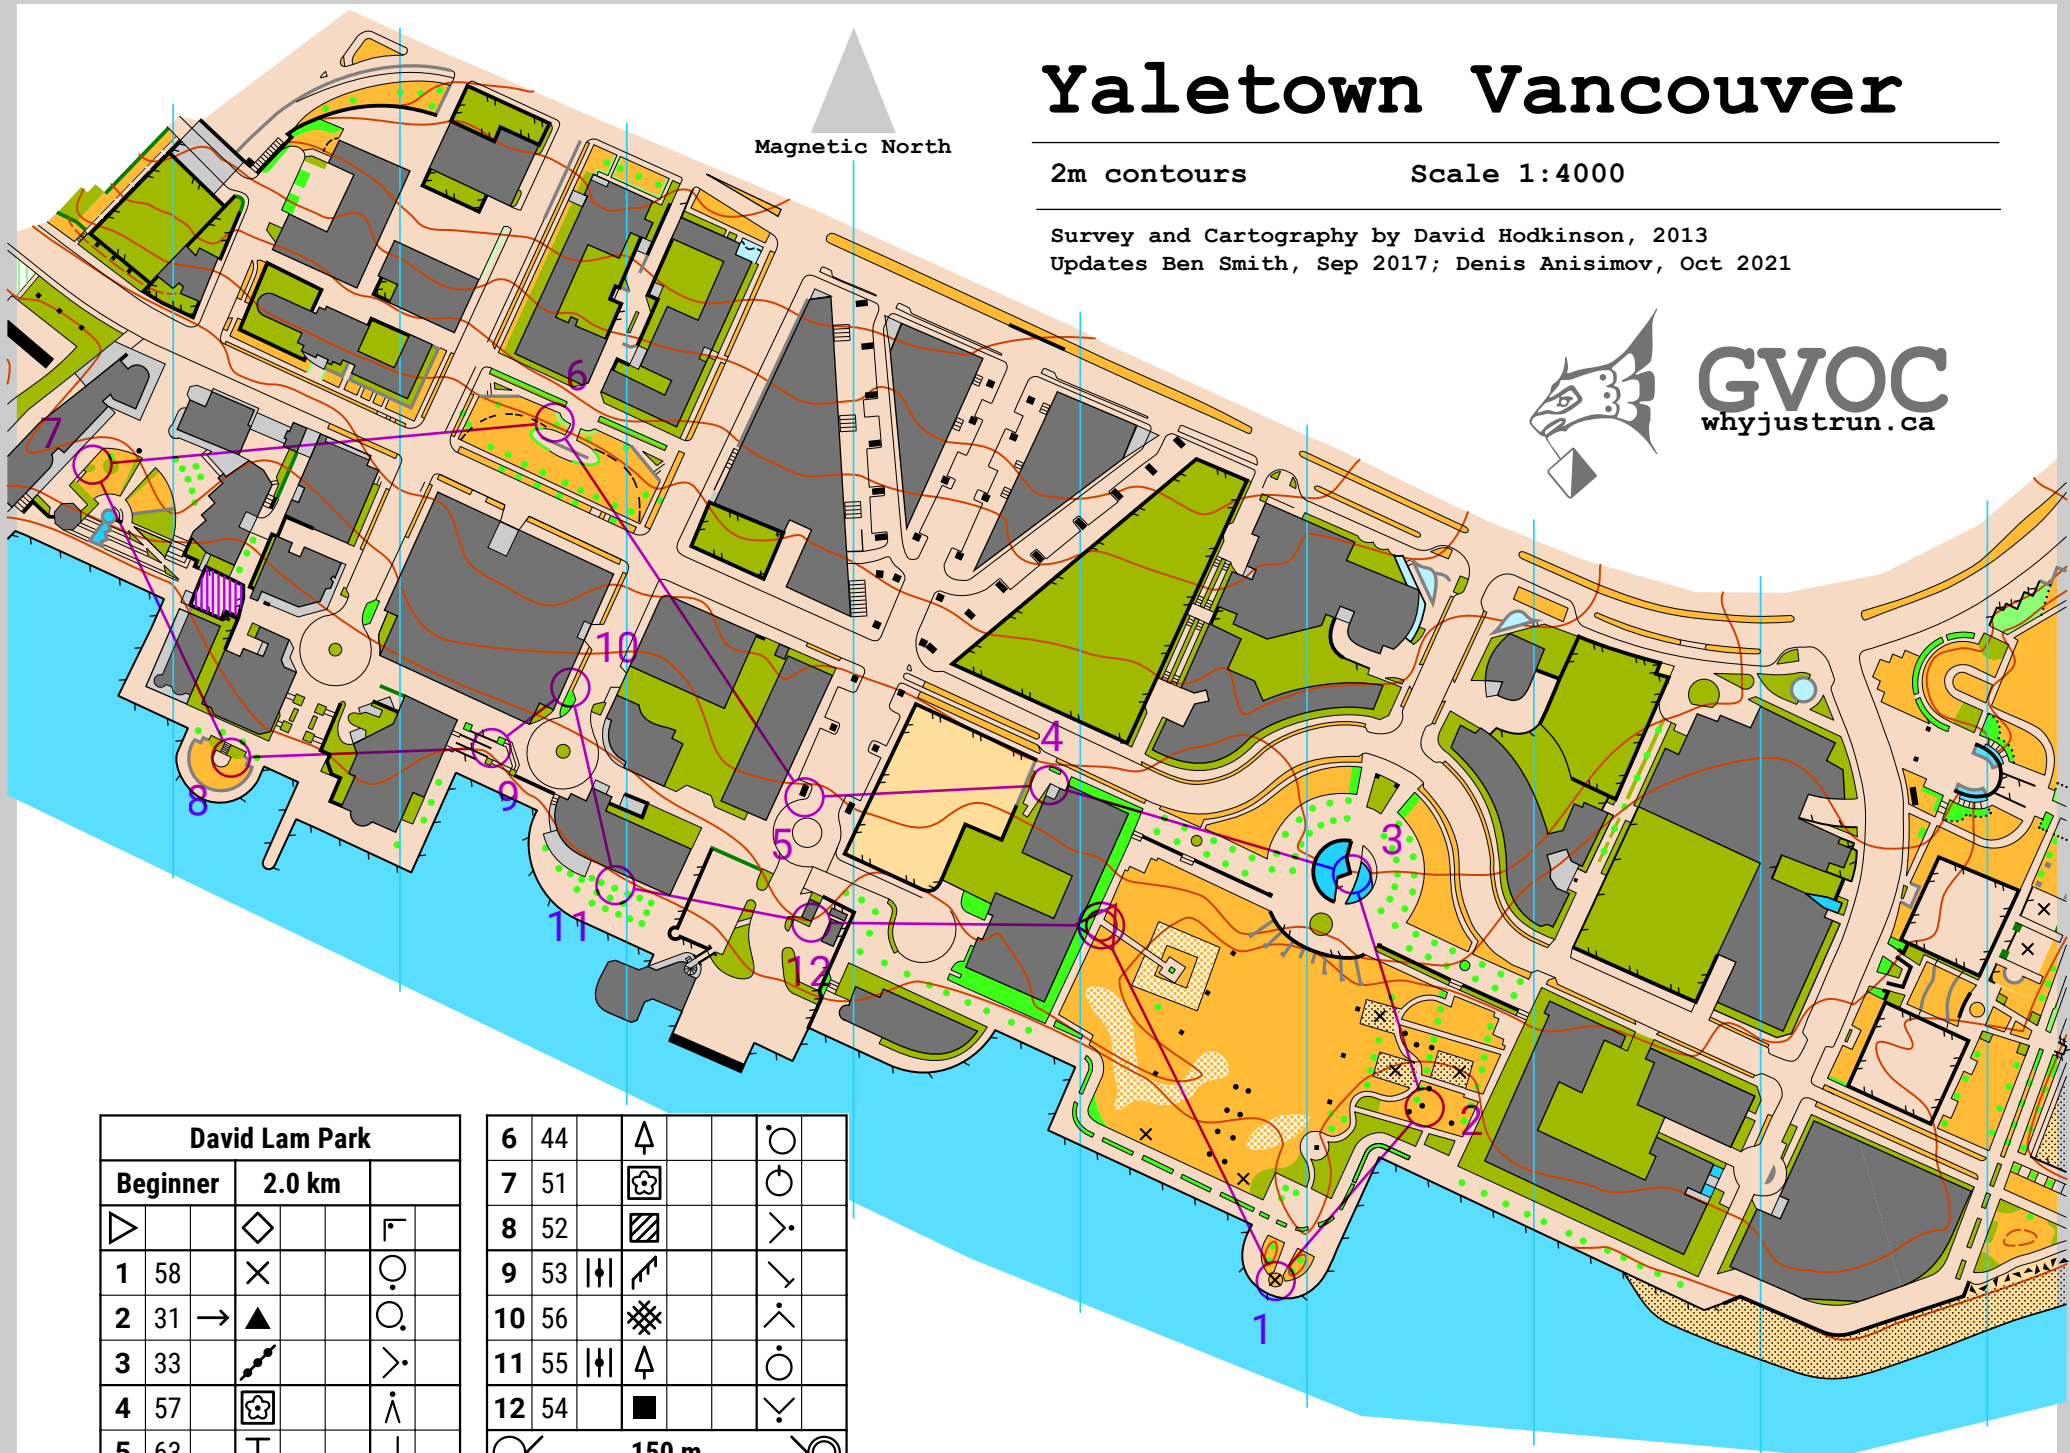 Yaletown Vancouver
Magnetic North
2m contours Scale 1:4000
Survey and Cartography by David Hodkinson, 2013
Updates Ben Smith, Sep 2017; Denis Anisimov, Oct 2021
GVOC
whyjustrun.ca
6
7
10
4
3
5
8
9
11
12
2
1
David Lam Park
Beginner 2.0 km
1 58
2 31
3 33
4 57
5 63
6 44
7 51
8 52
9 53
10 56
11 55
12 54
150 m